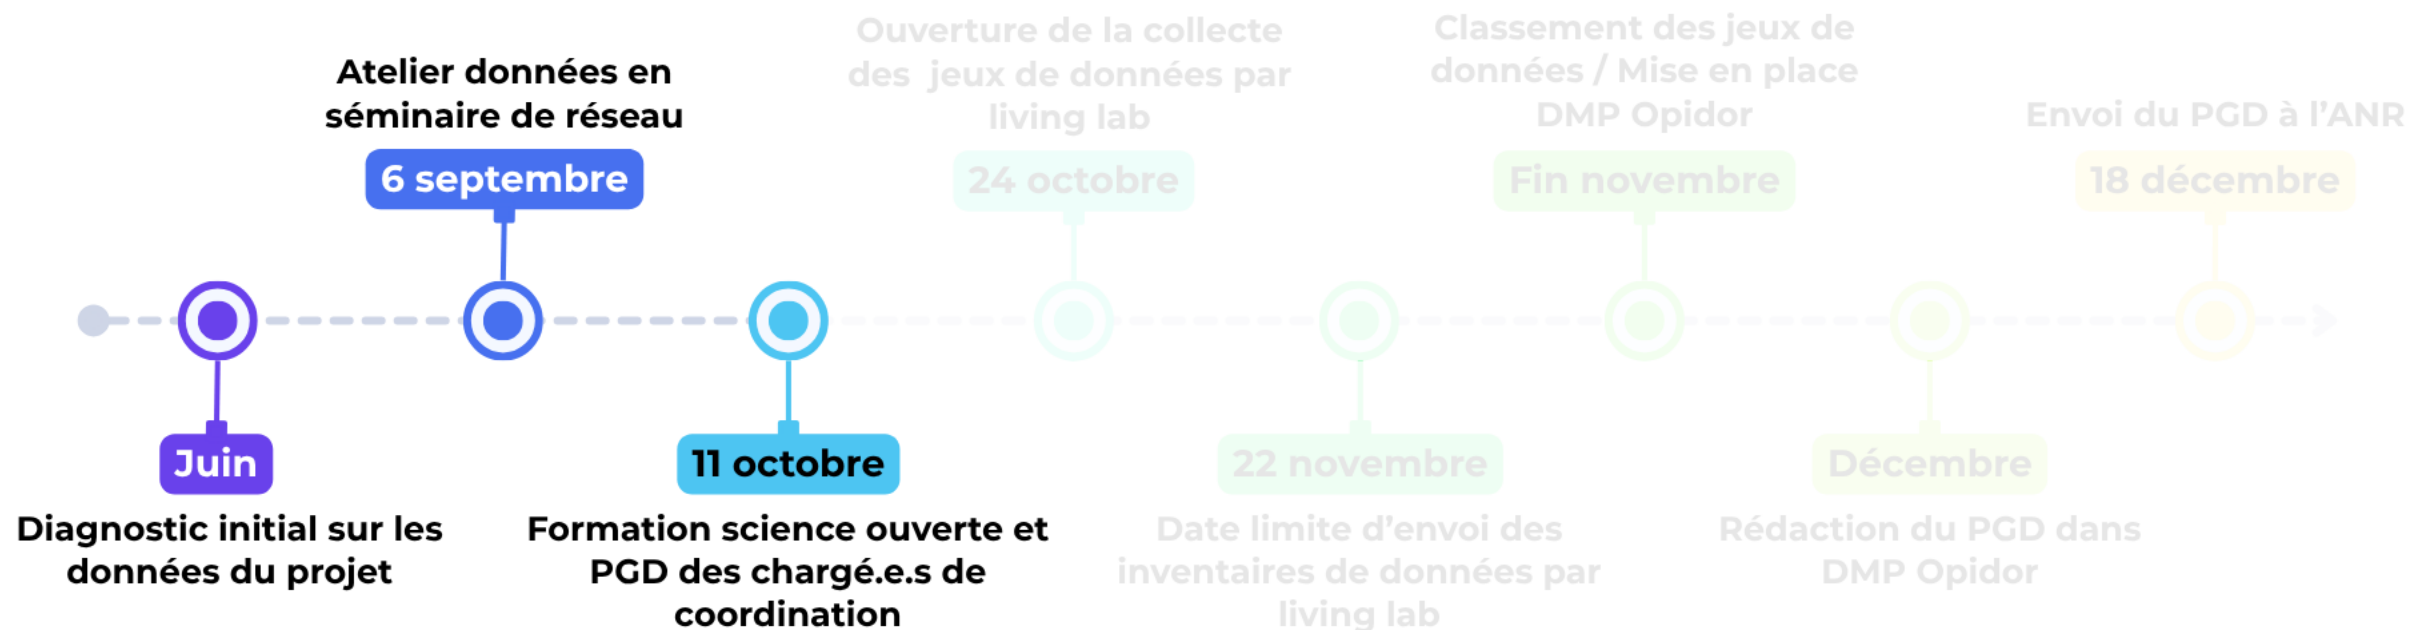 Atelier données en
séminaire de réseau
6 septembre
Ouverture de la collecte
des jeux de données par
living lab
24 octobre
Classement des jeux de
données / Mise en place
DMP Opidor
Fin novembre
Envoi du PGD à l’ANR
18 décembre
Juin
Diagnostic initial sur les
données du projet
11 octobre
Formation science ouverte et
PGD des chargé.e.s de
coordination
22 novembre
Date limite d’envoi des
inventaires de données par
living lab
Décembre
Rédaction du PGD dans
DMP Opidor